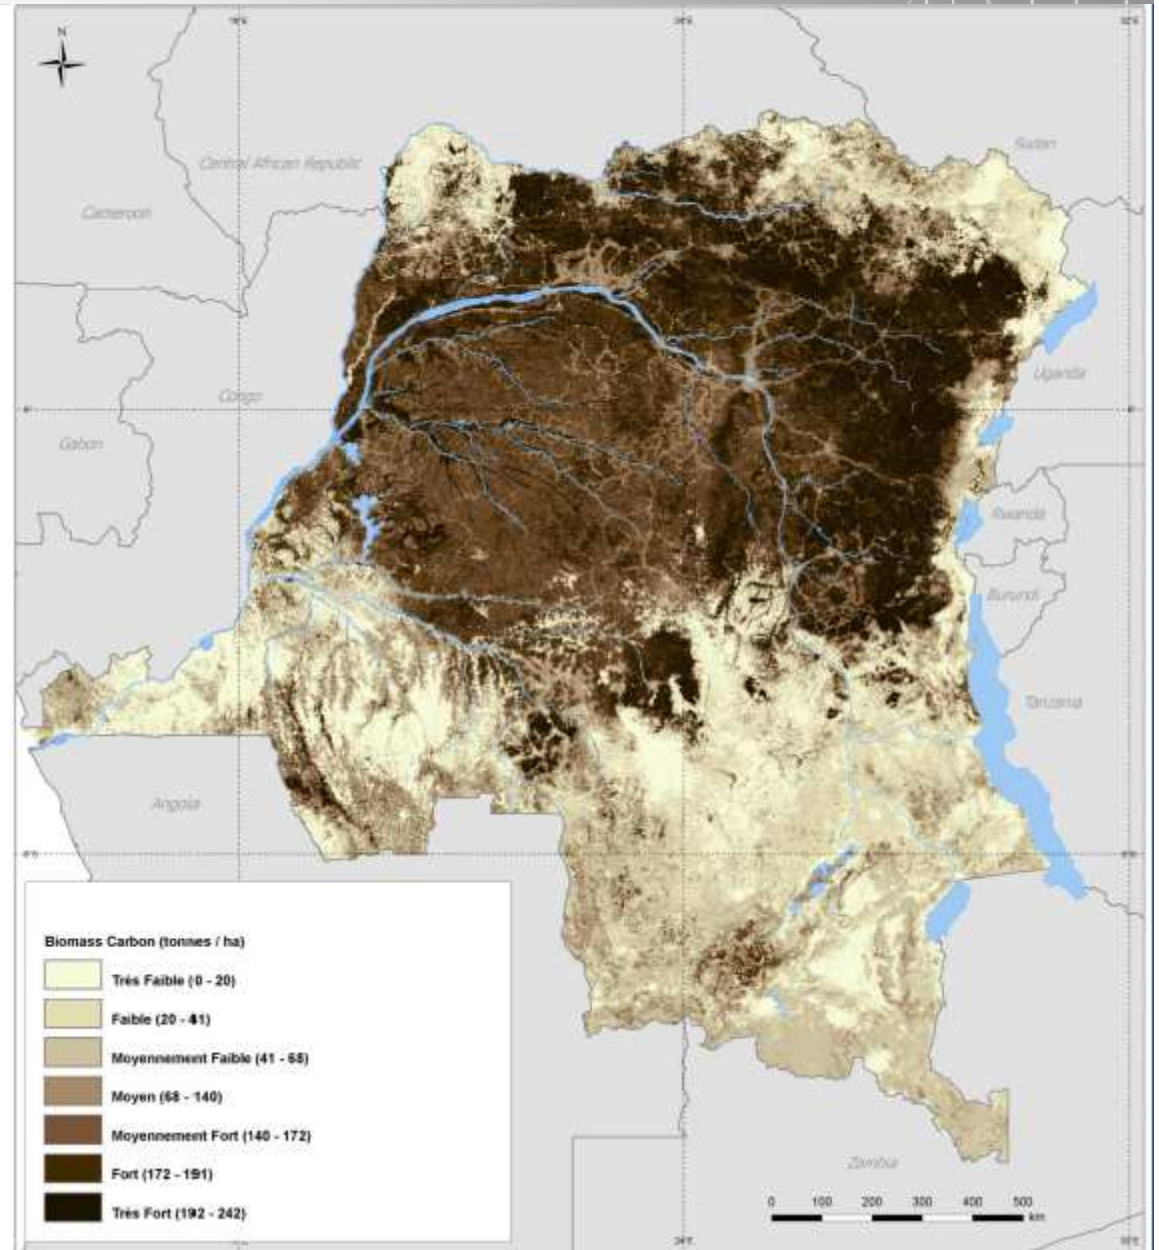 N
Central African Republic
Sudan
Cameroon
Uganda
Congo
Gabon
Rwanda
Burundi
Tanzania
Angola
Biomass Carbon (tonnes / ha)
Trés Faible (0 - 20)
Faible (20 - 41)
Moyennement Faible (41 - 68)
Moyen (68 - 140)
Moyennement Fort (140 - 172)
Fort (172 - 191)
Trés Fort (192 - 242)
Zambia
0 100 200 300 400 500
km